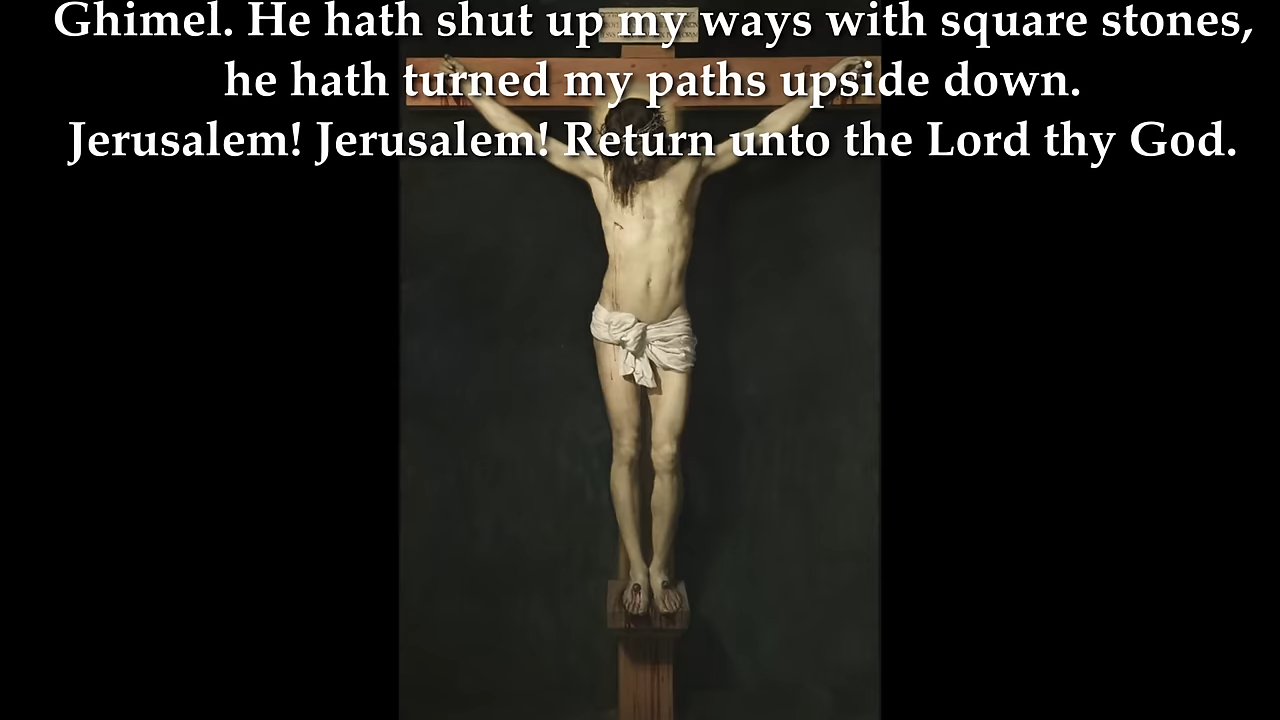 Ghimel. He hath shut up my ways with square stones,
he hath turned my paths upside down.
Jerusalem! Jerusalem! Return unto the Lord thy God.